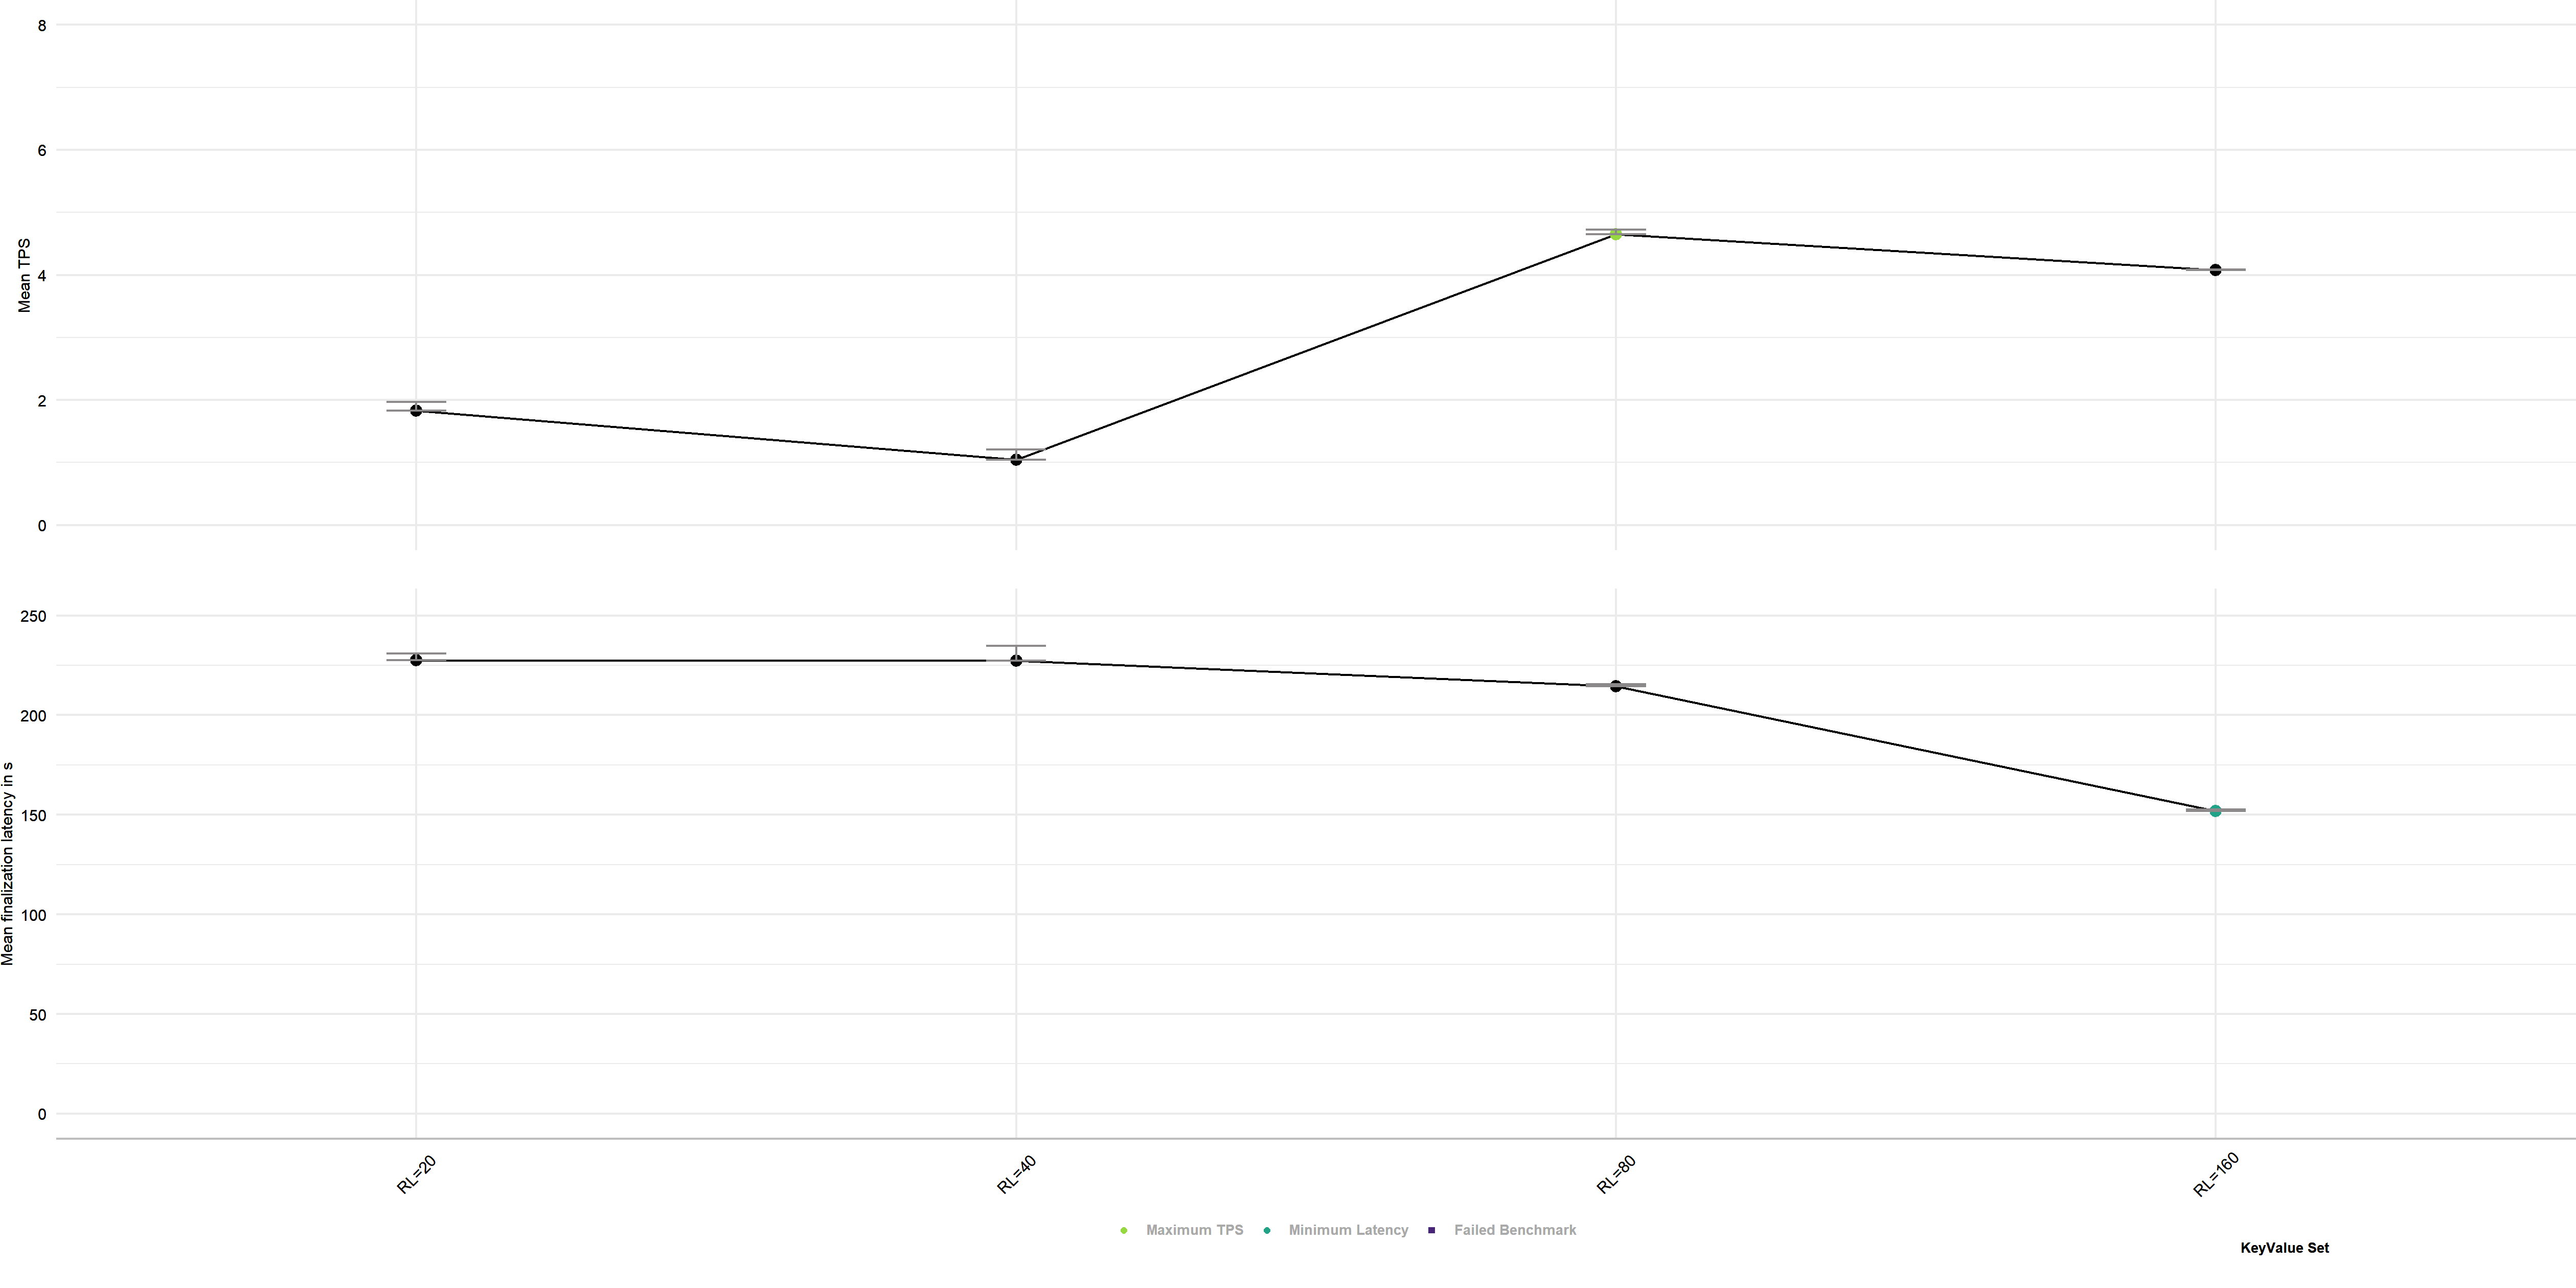 8
6
4
2
0
Mean TPS
250
200
150
100
50
0
Mean finalization latency in s
RL=20
RL=40
RL=80
RL=160
Maximum TPS
Minimum Latency
Failed Benchmark
KeyValue Set